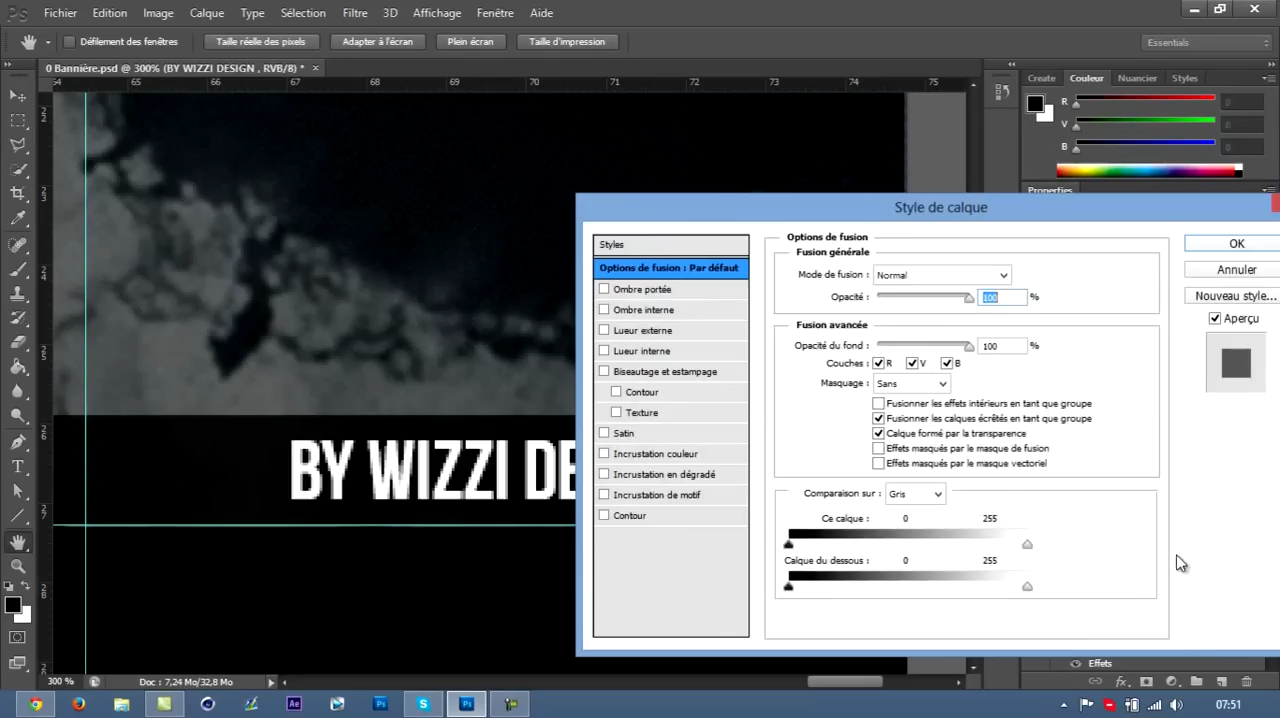 Ps Fichier Edition Image Calque Type Sélection Filtre 3D Affichage Fenêtre Aide
Défilement des fenêtres Taille réelle des pixels Adapter à l'écran Plein écran Taille d'impression Essentials
0 Bannière.psd @ 300% (BY WIZZI DESIGN , RVB/8) * ×
Create Couleur Nuancier Styles
64 65 66 67 68 69 70 71 72 73 74 75
R 0
V 0
B 0
Properties
Style de calque
Styles
Options de fusion : Par défaut
Ombre portée
Ombre interne
Lueur externe
Lueur interne
Biseautage et estampage
Contour
Texture
Satin
Incrustation couleur
Incrustation en dégradé
Incrustation de motif
Contour
Options de fusion
Fusion générale
Mode de fusion : Normal
Opacité : 100 %
Fusion avancée
Opacité du fond : 100 %
Couches : R V B
Masquage : Sans
Fusionner les effets intérieurs en tant que groupe
Fusionner les calques écrêtés en tant que groupe
Calque formé par la transparence
Effets masqués par le masque de fusion
Effets masqués par le masque vectoriel
Comparaison sur : Gris
Ce calque : 0 255
Calque du dessous : 0 255
OK
Annuler
Nouveau style...
Aperçu
BY WIZZI DE
Effets
300 % Doc : 7,24 Mo/32,8 Mo
Ae Ps Ps
07:51